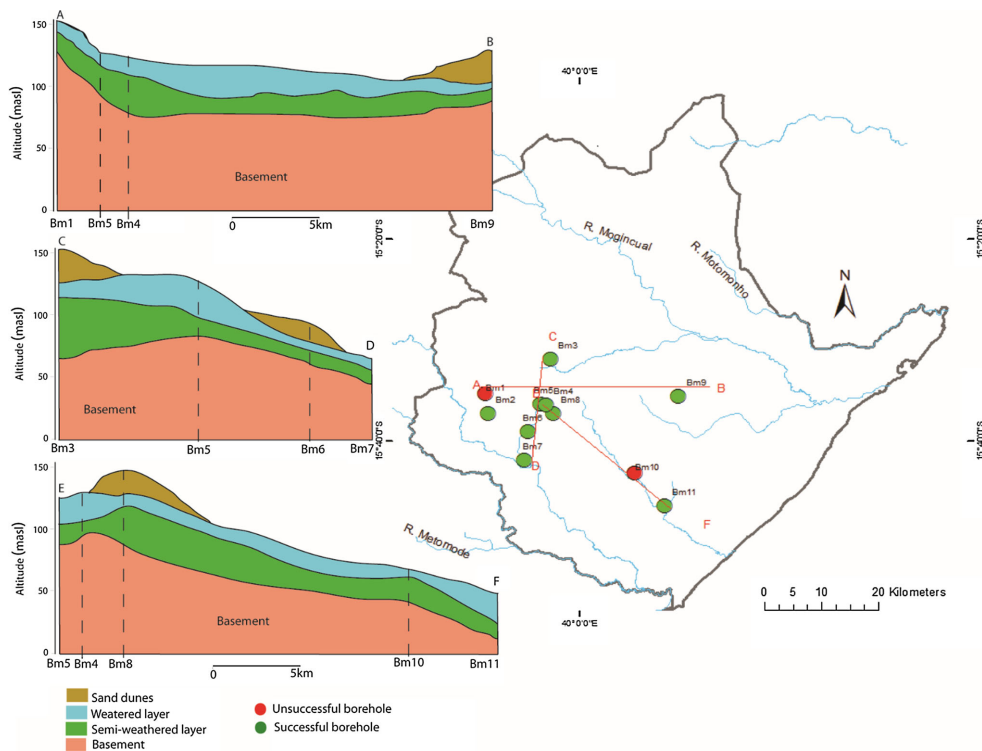 A
B
150
100
50
0
Altitude (masl)
Basement
Bm1 Bm5 Bm4 Bm9
0 5km
C
D
150
100
50
0
Altitude (masl)
Basement
Bm3 Bm5 Bm6 Bm7
E
F
150
100
50
0
Altitude (masl)
Basement
Bm5 Bm4 Bm8 Bm10 Bm11
0 5km
Sand dunes
Weatered layer
Semi-weathered layer
Basement
Unsuccessful borehole
Successful borehole
40°0'0"E
15°20'0"S
15°20'0"S
R. Mogincual
R. Motomonho
N
C
Bm3
A
Bm1
B
Bm9
Bm2
Bm5
Bm4
Bm8
Bm6
Bm7
D
15°40'0"S
15°40'0"S
Bm10
Bm11
F
R. Metomode
40°0'0"E
0 5 10 20 Kilometers